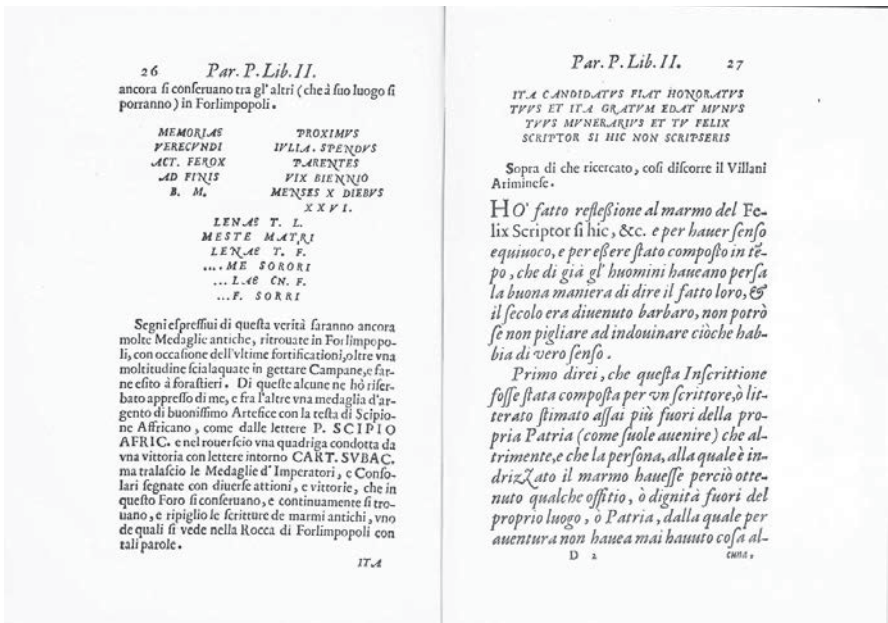 26 Par. P. Lib. II.
ancora ſi conſeruano tra gl' altri (che à ſuo luogo ſi
porranno) in Forlimpopoli.
MEMORIAE
VERECVNDI
ACT. FEROX
AD FINIS
B. M.
PROXIMVS
IVLIA. SPENDVS
PARENTES
VIX BIENNIO
MENSES X DIEBVS
XXVI.
LENAE T. L.
MESTE MATRI
LENAE T. F.
....ME SORORI
...LAE CN. F.
...F. SORRI
Segni eſpreſſiui di queſta verità ſaranno ancora
molte Medaglie antiche, ritrouate in Forlimpopo-
li, con occaſione dell'vltime fortificationi, oltre vna
moltitudine ſcialaquate in gettare Campane, e far-
ne eſito à foraſtieri. Di queſte alcune ne hò riſer-
bato appreſſo di me, e fra l'altre vna medaglia d'ar-
gento di buoniſſimo Arteſice con la teſta di Scipio-
ne Affricano, come dalle lettere P. SCIPIO
AFRIC. e nel rouerſcio vna quadriga condotta da
vna vittoria con lettere intorno CART. SVBAC.
ma tralaſcio le Medaglie d'Imperatori, e Conſo-
lari ſegnate con diuerſe attioni, e vittorie, che in
queſto Foro ſi conſeruano, e continuamente ſi tro-
uano, e ripiglio le ſcritture de marmi antichi, vno
de quali ſi vede nella Rocca di Forlimpopoli con
tali parole.
ITA
Par. P. Lib. II. 27
ITA CANDIDATVS FIAT HONORATVS
TVVS ET ITA GRATVM EDAT MVNVS
TVVS MVNERARIVS ET TV FELIX
SCRIPTOR SI HIC NON SCRIPSERIS
Sopra di che ricercato, coſi diſcorre il Villani
Arimineſe.
HO' fatto refleßione al marmo del Fe-
lix Scriptor ſi hic, &c. e per hauer ſenſo
equiuoco, e per eßere ſtato compoſto in tẽ-
po, che di già gl' huomini haueano perſa
la buona maniera di dire il fatto loro, &
il ſecolo era diuenuto barbaro, non potrò
ſe non pigliare ad indouinare ciòche hab-
bia di vero ſenſo.
Primo direi, che queſta Inſcrittione
foſſe ſtata compoſta per vn ſcrittore, ò lit-
terato ſtimato aſſai più fuori della pro-
pria Patria (come ſuole auenire) che al-
trimente, e che la perſona, alla quale è in-
drizzato il marmo haueſſe perciò otte-
nuto qualche offitio, ò dignità fuori del
proprio luogo, ò Patria, dalla quale per
auentura non hauea mai hauuto coſa al-
D 2 cuna,